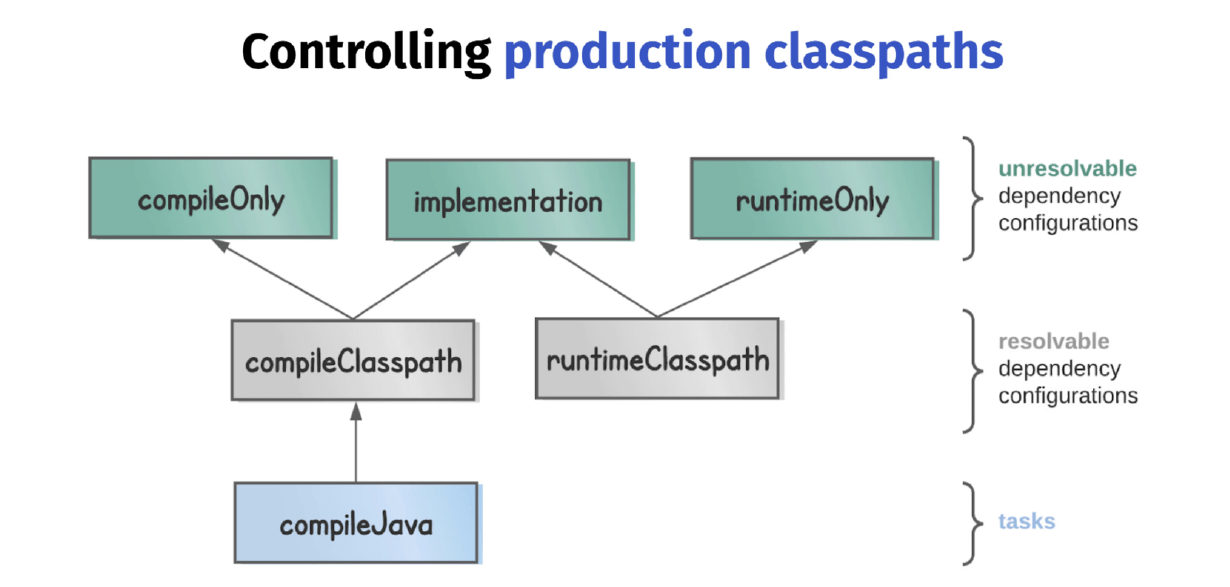 Controlling production classpaths
compileOnly
implementation
runtimeOnly
unresolvable
dependency
configurations
compileClasspath
runtimeClasspath
resolvable
dependency
configurations
compileJava
tasks